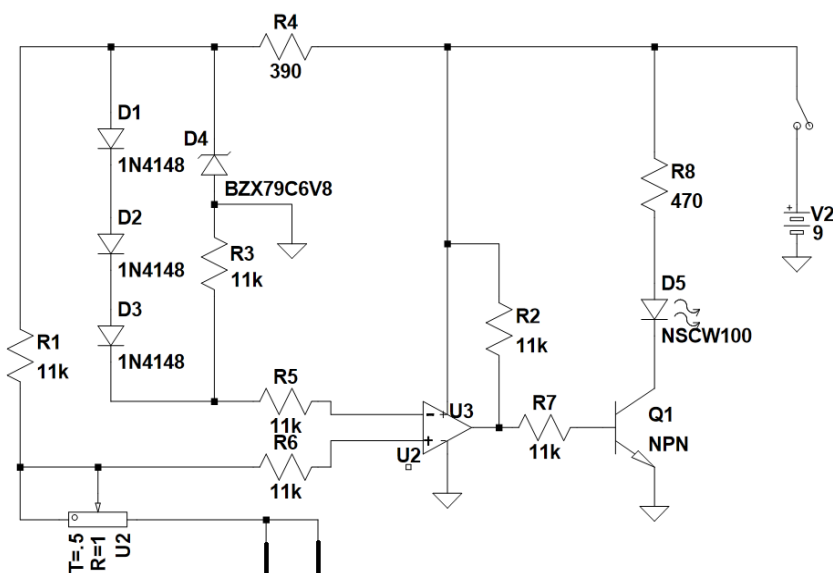 R4
390
D1
1N4148
D4
BZX79C6V8
D2
1N4148
R3
11k
D3
1N4148
R1
11k
R8
470
+
V2
9
D5
NSCW100
R2
11k
R5
11k
U3
R7
11k
Q1
NPN
R6
11k
U2
T=.5
R=1
U2